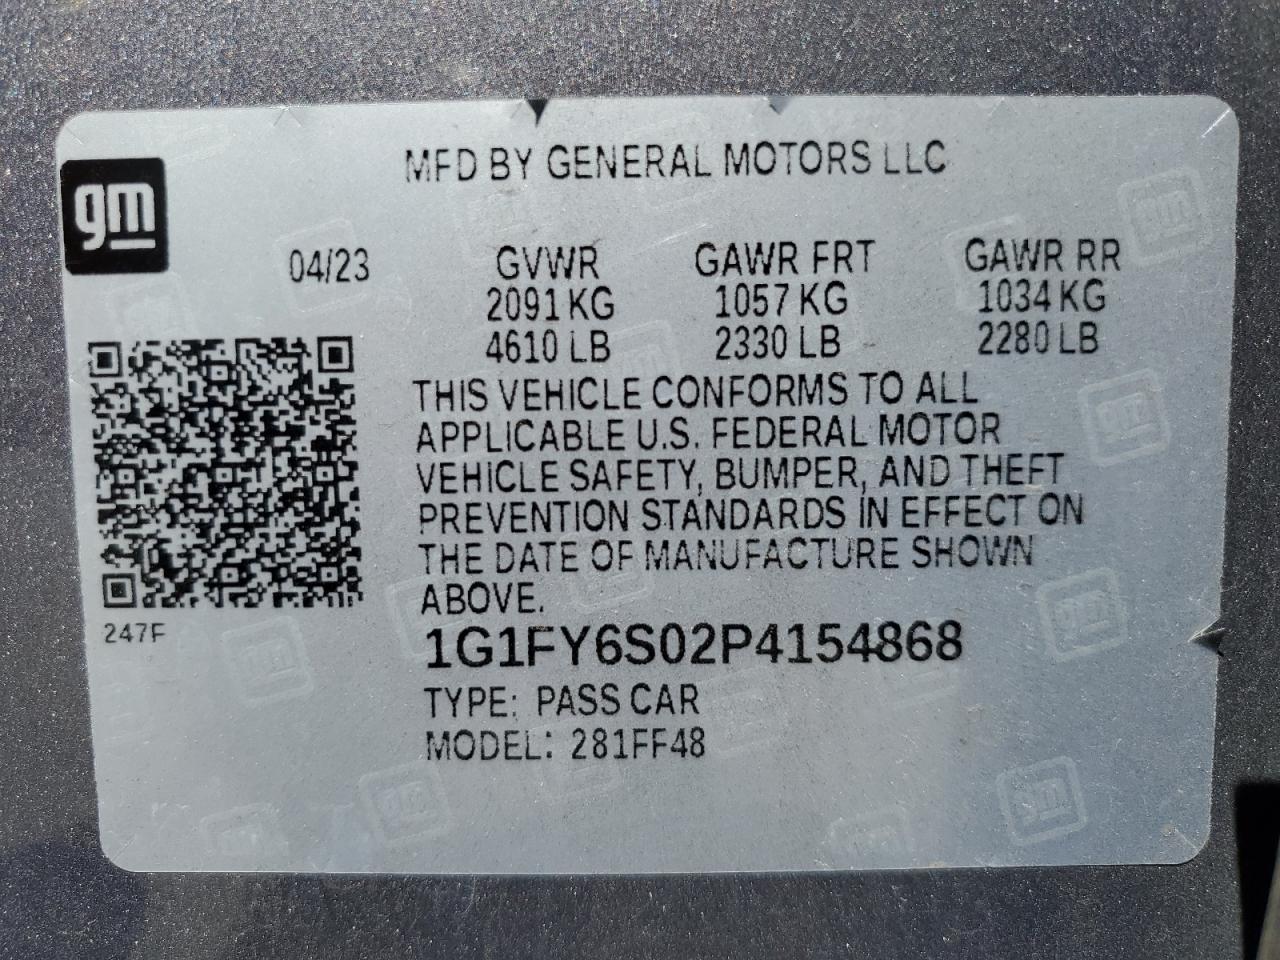 MFD BY GENERAL MOTORS LLC
gm
04/23 GVWR GAWR FRT GAWR RR
2091 KG 1057 KG 1034 KG
4610 LB 2330 LB 2280 LB
THIS VEHICLE CONFORMS TO ALL
APPLICABLE U.S. FEDERAL MOTOR
VEHICLE SAFETY, BUMPER, AND THEFT
PREVENTION STANDARDS IN EFFECT ON
THE DATE OF MANUFACTURE SHOWN
ABOVE.
247F
1G1FY6S02P4154868
TYPE: PASS CAR
MODEL: 281FF48